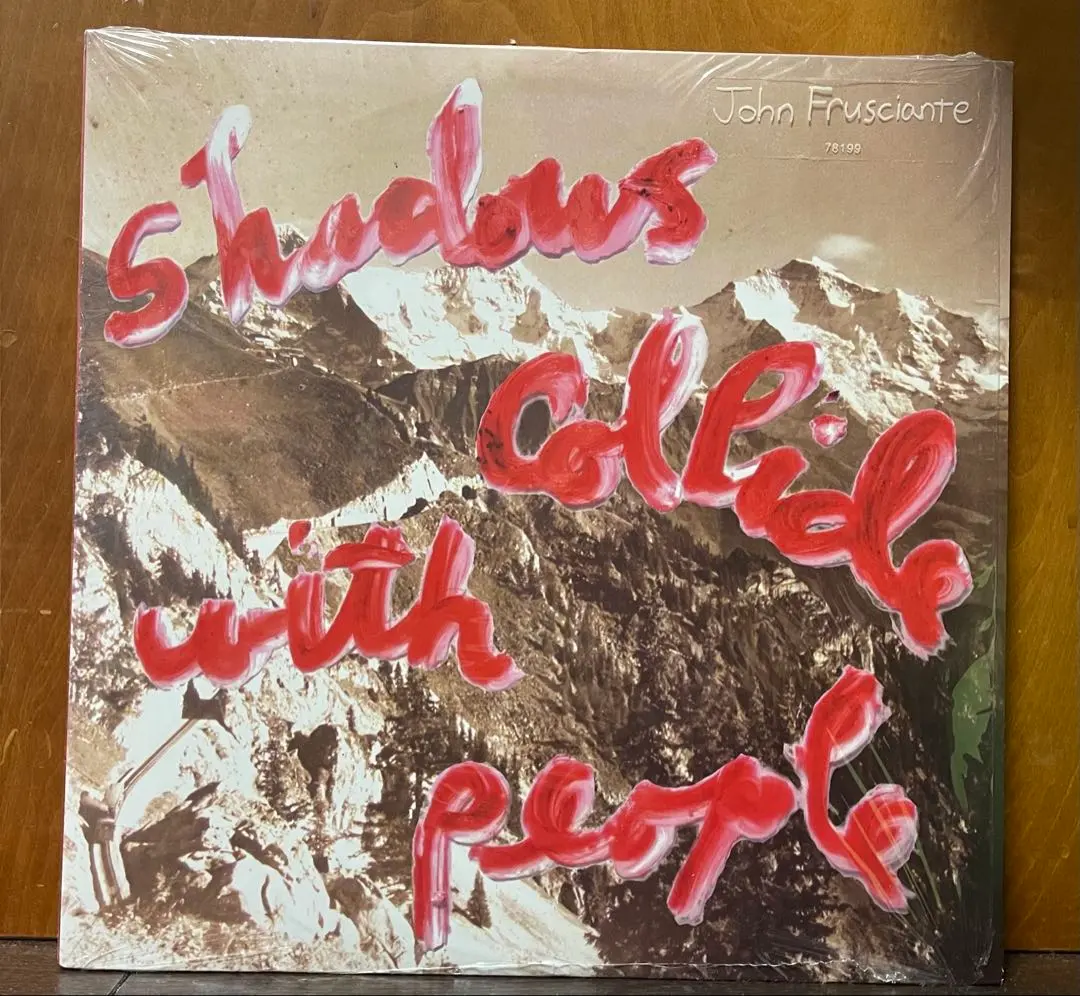 John Frusciante
78199
Shadows
Collide
with
people